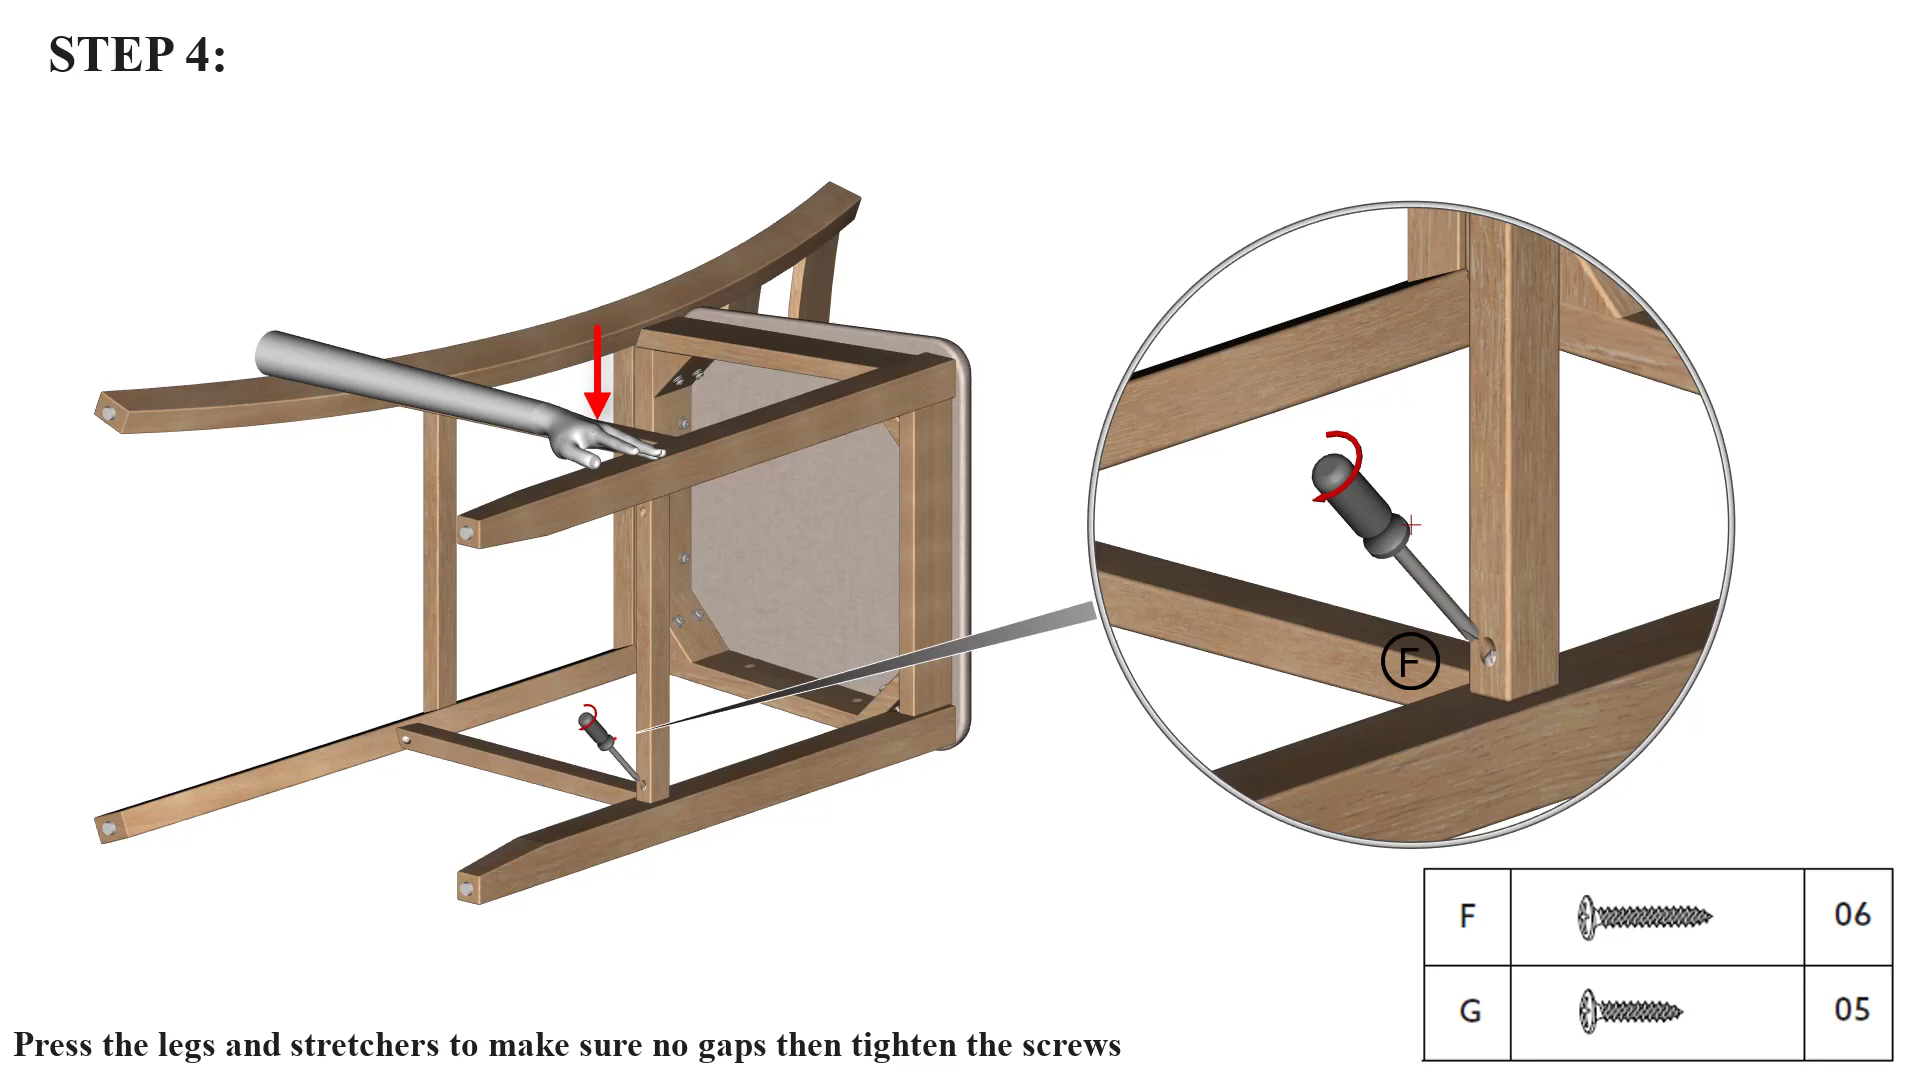 STEP 4:
F
F 06
G 05
Press the legs and stretchers to make sure no gaps then tighten the screws